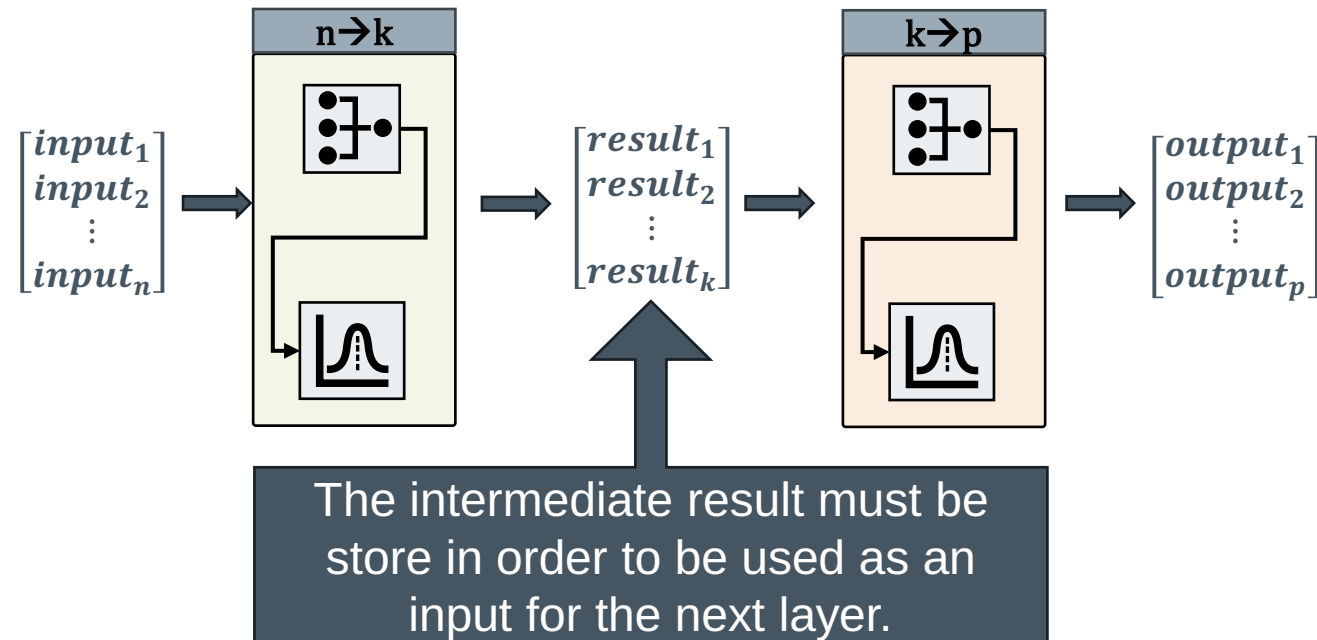 n→k
k→p
input₁
input₂
⋮
inputₙ
result₁
result₂
⋮
resultₖ
output₁
output₂
⋮
outputₚ
The intermediate result must be
store in order to be used as an
input for the next layer.